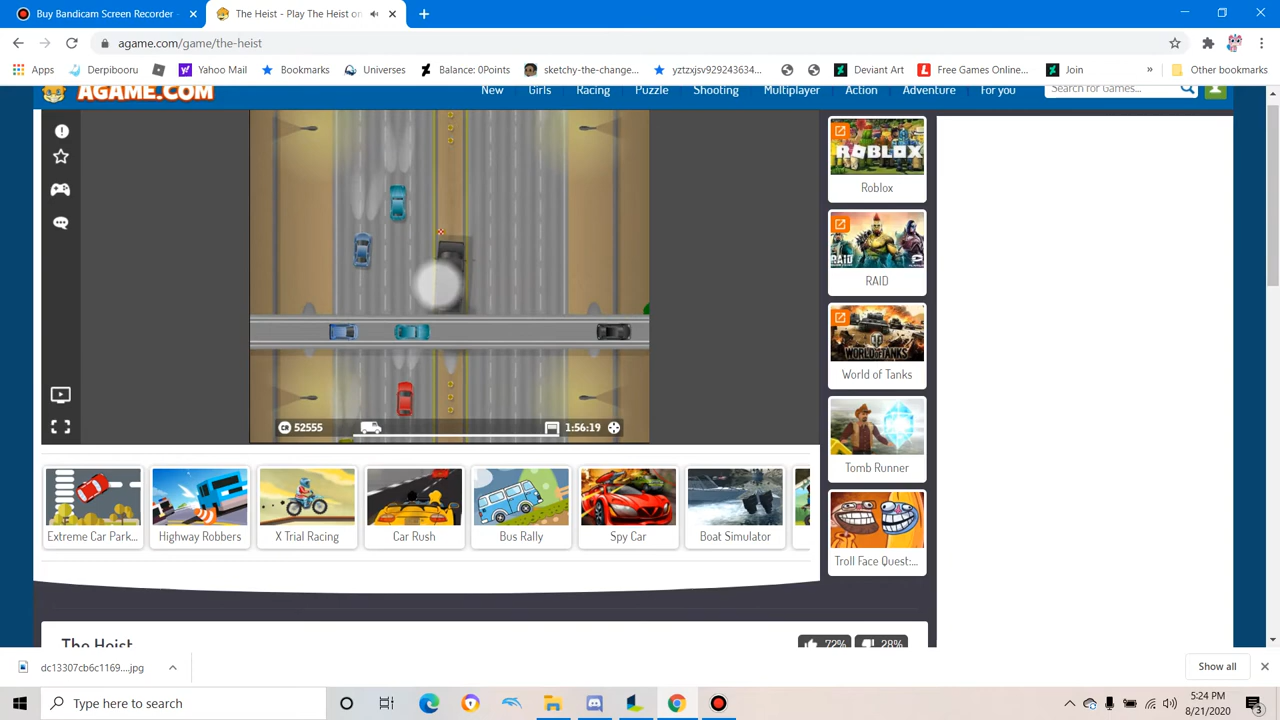 Buy Bandicam Screen Recorder -
The Heist - Play The Heist on
agame.com/game/the-heist
Apps
Derpibooru
Yahoo Mail
Bookmarks
Universes
Balance: 0Points
sketchy-the-change...
yztzxjsv929243634...
Deviant Art
Free Games Online...
Join
»
Other bookmarks
AGAME.COM
New
Girls
Racing
Puzzle
Shooting
Multiplayer
Action
Adventure
For you
Search for Games...
ROBLOX
Roblox
RAID
RAID
WORLD OF TANKS
World of Tanks
Tomb Runner
Troll Face Quest:...
52555
1:56:19
Extreme Car Park...
Highway Robbers
X Trial Racing
Car Rush
Bus Rally
Spy Car
Boat Simulator
The Heist
72%
28%
dc13307cb6c1169....jpg
Show all
Type here to search
5:24 PM
8/21/2020
3